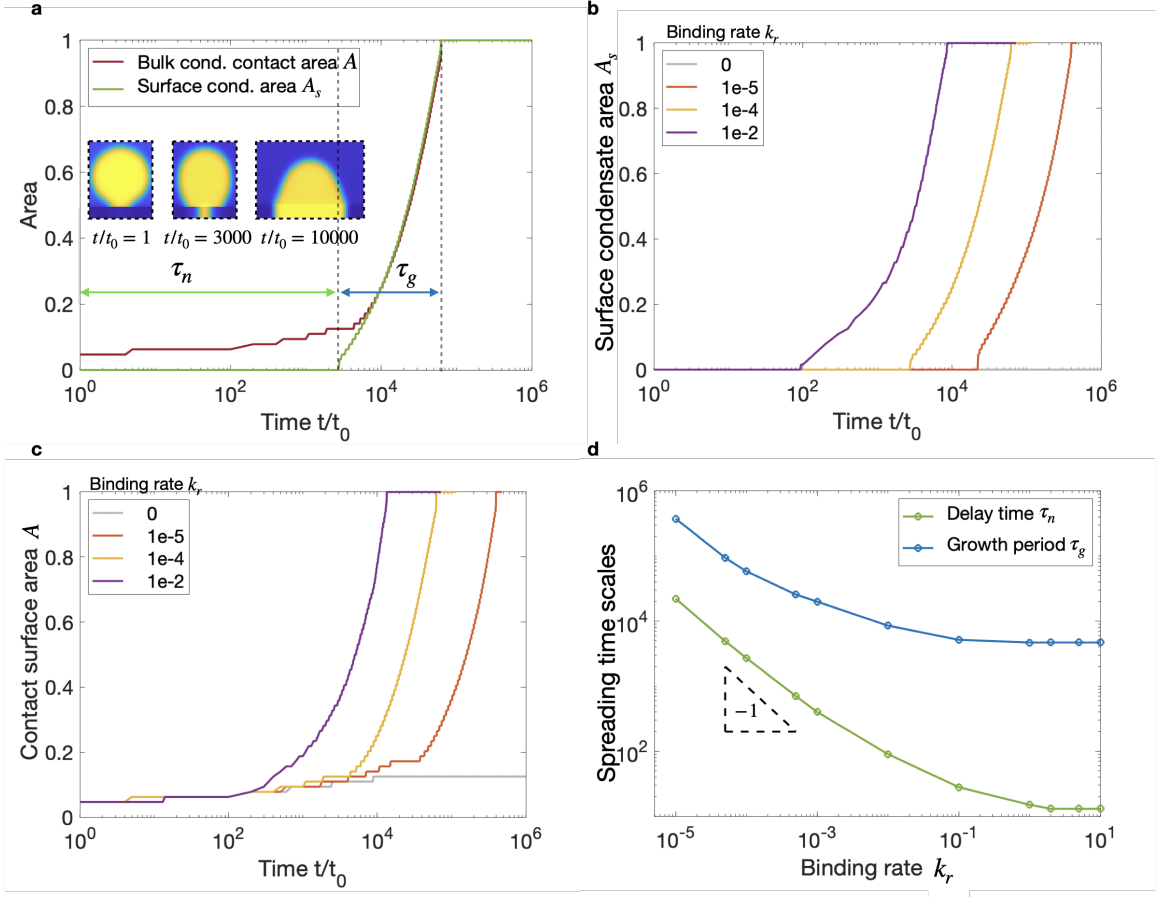 a
Area
1
0.8
0.6
0.4
0.2
0
Bulk cond. contact area A
Surface cond. area A_s
t/t_0 = 1 t/t_0 = 3000 t/t_0 = 10000
τ_n
τ_g
10^0 10^2 10^4 10^6
Time t/t_0
b
Surface condensate area A_s
Binding rate k_r
0
1e-5
1e-4
1e-2
1
0.8
0.6
0.4
0.2
0
10^0 10^2 10^4 10^6
Time t/t_0
c
Contact surface area A
Binding rate k_r
0
1e-5
1e-4
1e-2
1
0.8
0.6
0.4
0.2
0
10^0 10^2 10^4 10^6
Time t/t_0
d
Spreading time scales
10^6
10^4
10^2
Delay time τ_n
Growth period τ_g
−1
10^-5 10^-3 10^-1 10^1
Binding rate k_r